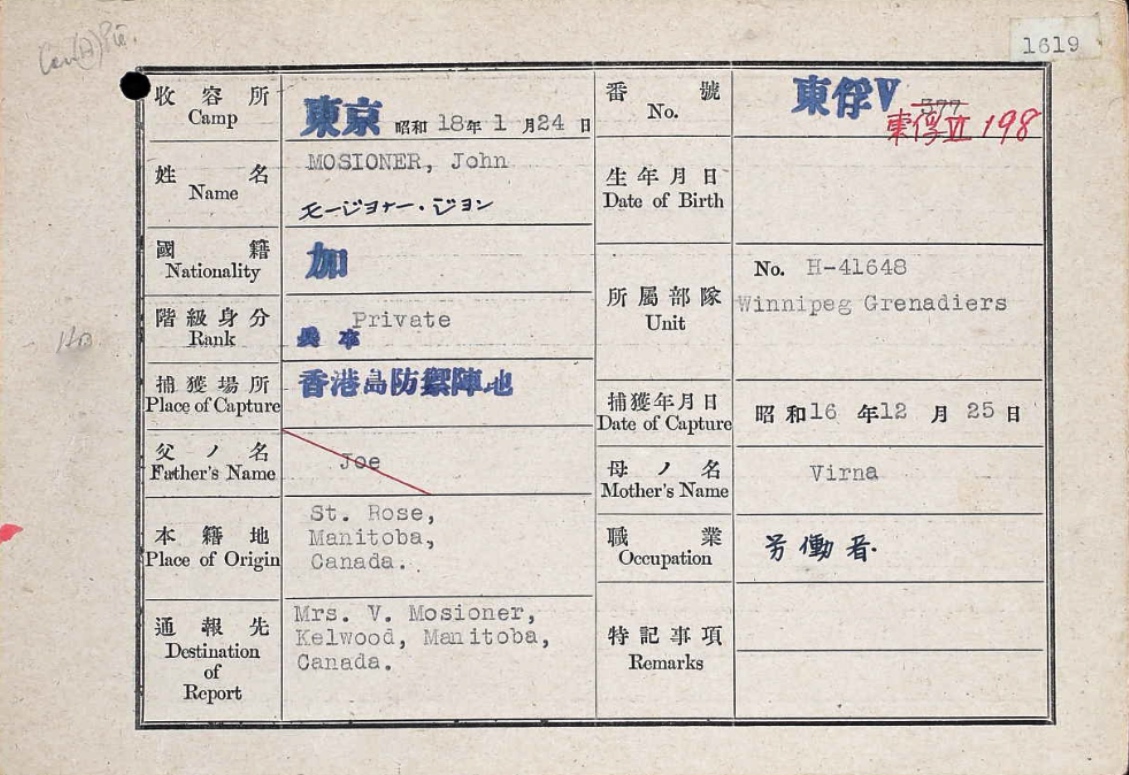 1619
收容所
Camp
東京 昭和 18年 1 月24 日
番號
No.
東俘V 377
東俘VI 198
姓名
Name
MOSIONER, John
モージョナー・ジョン
生年月日
Date of Birth
國籍
Nationality
加
所屬部隊
Unit
No. H-41648
Winnipeg Grenadiers
階級身分
Rank
Private
捕獲場所
Place of Capture
香港島防禦陣地
捕獲年月日
Date of Capture
昭和16 年12 月 25 日
父ノ名
Father's Name
Joe
母ノ名
Mother's Name
Virna
本籍地
Place of Origin
St. Rose,
Manitoba,
Canada.
職業
Occupation
労働者.
通報先
Destination
of
Report
Mrs. V. Mosioner,
Kelwood, Manitoba,
Canada.
特記事項
Remarks